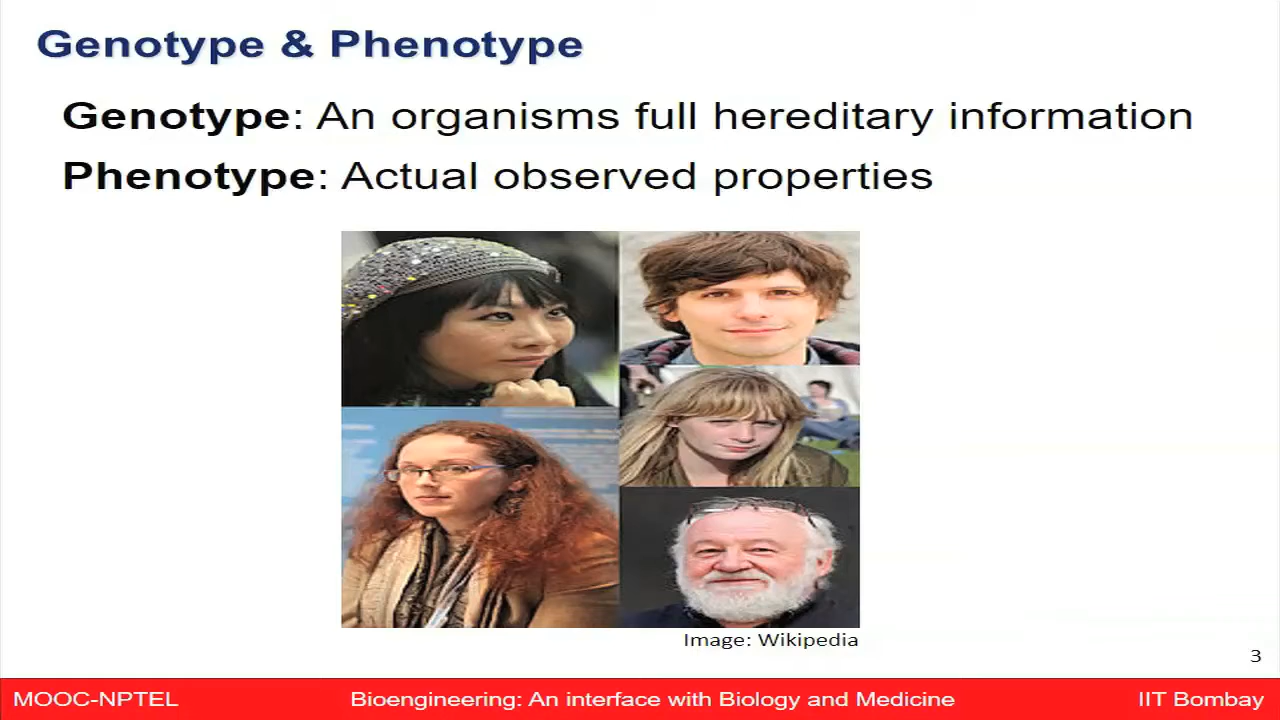 Genotype & Phenotype
Genotype: An organisms full hereditary information
Phenotype: Actual observed properties
Image: Wikipedia
3
MOOC-NPTEL Bioengineering: An interface with Biology and Medicine IIT Bombay